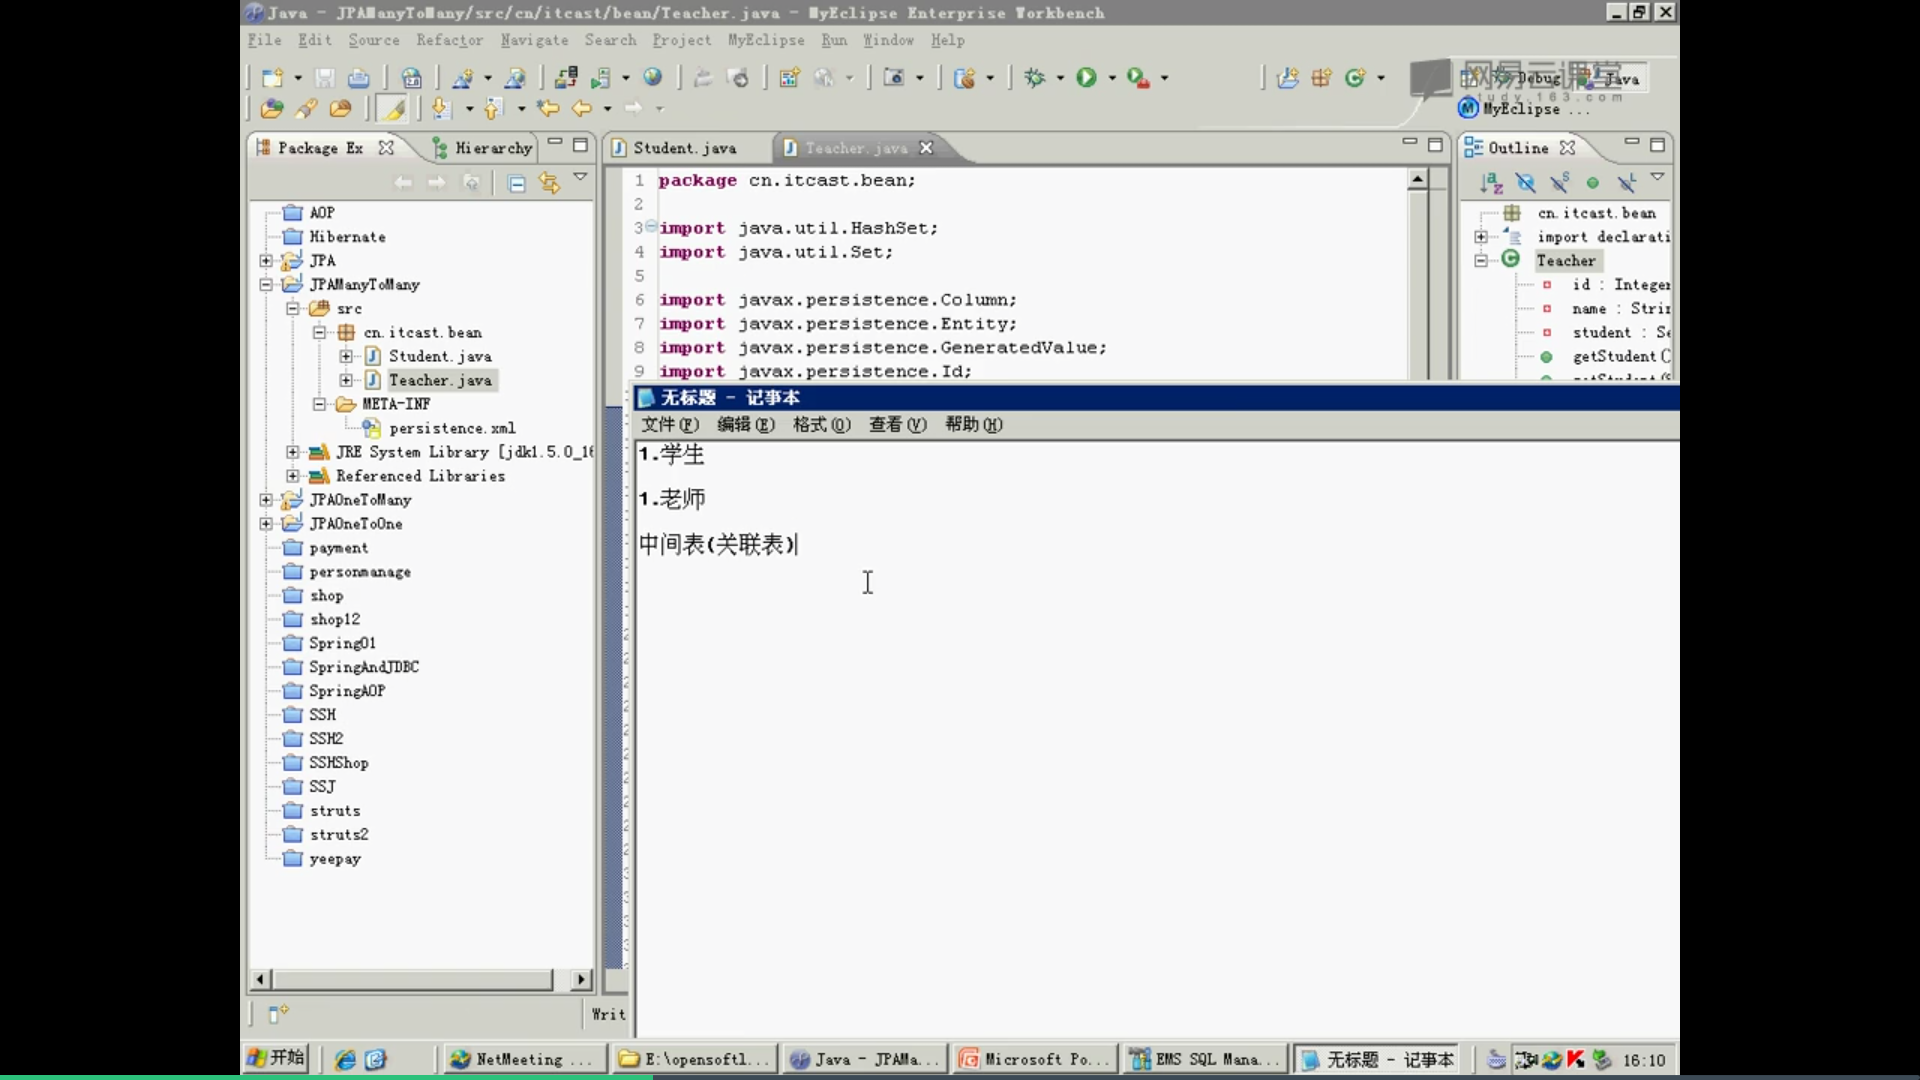 Java - JPAManyToMany/src/cn/itcast/bean/Teacher.java - MyEclipse Enterprise Workbench
File Edit Source Refactor Navigate Search Project MyEclipse Run Window Help
网易云课堂
study.163.com
Debug Java
MyEclipse ...
Package Ex Hierarchy
Student.java Teacher.java
Outline
AOP
Hibernate
JPA
JPAManyToMany
src
cn.itcast.bean
Student.java
Teacher.java
META-INF
persistence.xml
JRE System Library [jdk1.5.0_16
Referenced Libraries
JPAOneToMany
JPAOneToOne
payment
personmanage
shop
shop12
Spring01
SpringAndJDBC
SpringAOP
SSH
SSH2
SSHShop
SSJ
struts
struts2
yeepay
1 package cn.itcast.bean;
2
3 import java.util.HashSet;
4 import java.util.Set;
5
6 import javax.persistence.Column;
7 import javax.persistence.Entity;
8 import javax.persistence.GeneratedValue;
9 import javax.persistence.Id;
cn.itcast.bean
import declarati
Teacher
id : Integer
name : Strin
student : Se
getStudent(
无标题 - 记事本
文件(F) 编辑(E) 格式(O) 查看(V) 帮助(H)
1.学生
1.老师
中间表(关联表)
Writ
开始 NetMeeting ... E:\opensoftl... Java - JPAMa... Microsoft Po... EMS SQL Mana... 无标题 - 记事本 16:10